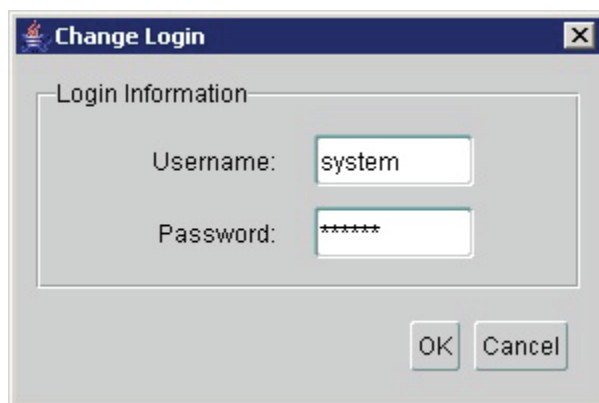 Change Login
Login Information
Username: system
Password: ******
OK Cancel